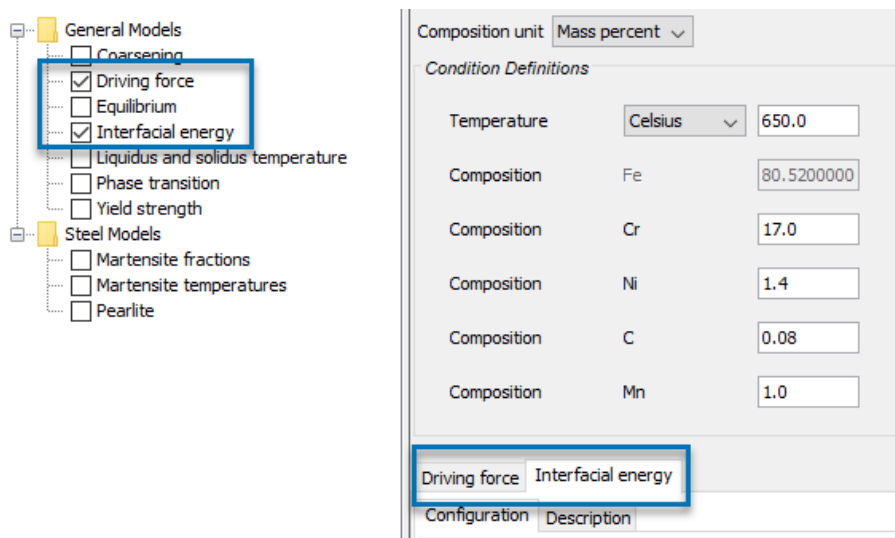 General Models
Coarsening
Driving force
Equilibrium
Interfacial energy
Liquidus and solidus temperature
Phase transition
Yield strength
Steel Models
Martensite fractions
Martensite temperatures
Pearlite
Composition unit Mass percent
Condition Definitions
Temperature Celsius 650.0
Composition Fe 80.5200000
Composition Cr 17.0
Composition Ni 1.4
Composition C 0.08
Composition Mn 1.0
Driving force Interfacial energy
Configuration Description